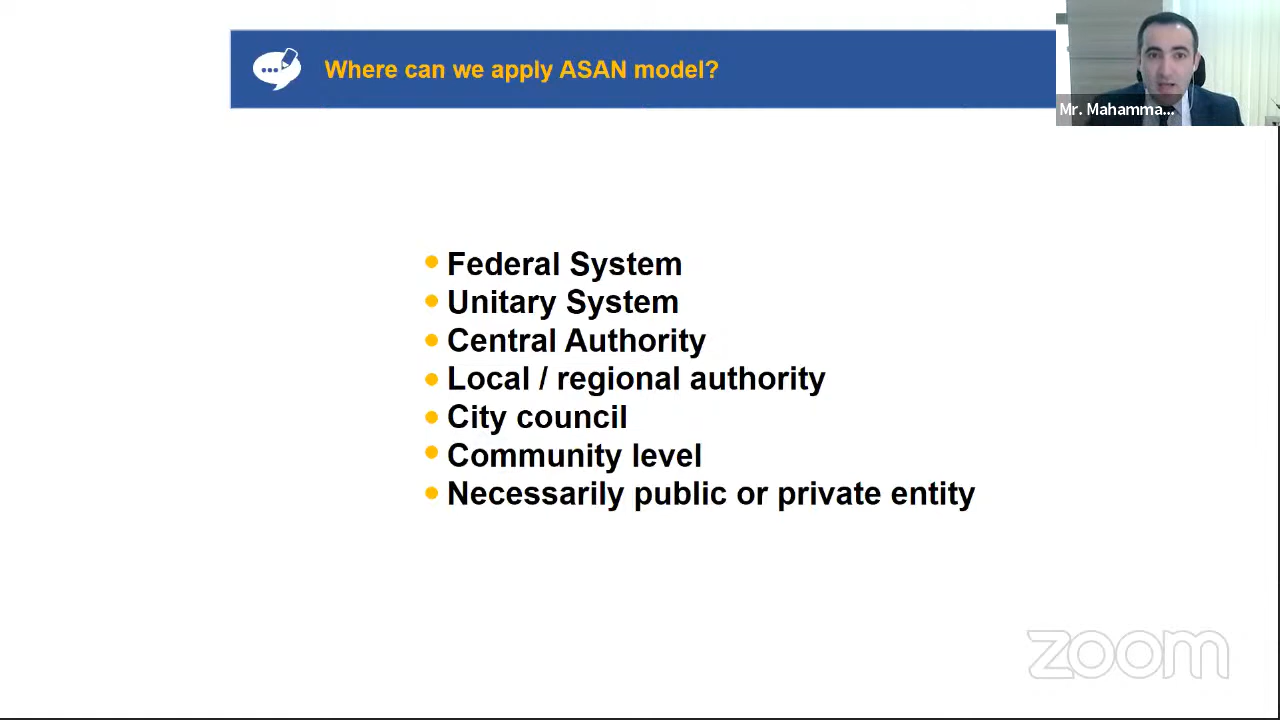 Where can we apply ASAN model?
Mr. Mahamma...
Federal System
Unitary System
Central Authority
Local / regional authority
City council
Community level
Necessarily public or private entity
zoom